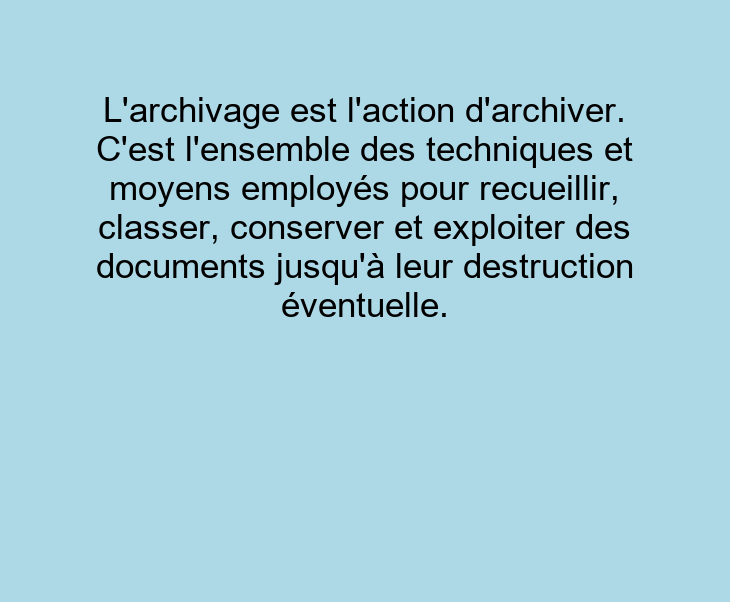 L'archivage est l'action d'archiver.
C'est l'ensemble des techniques et
moyens employés pour recueillir,
classer, conserver et exploiter des
documents jusqu'à leur destruction
éventuelle.